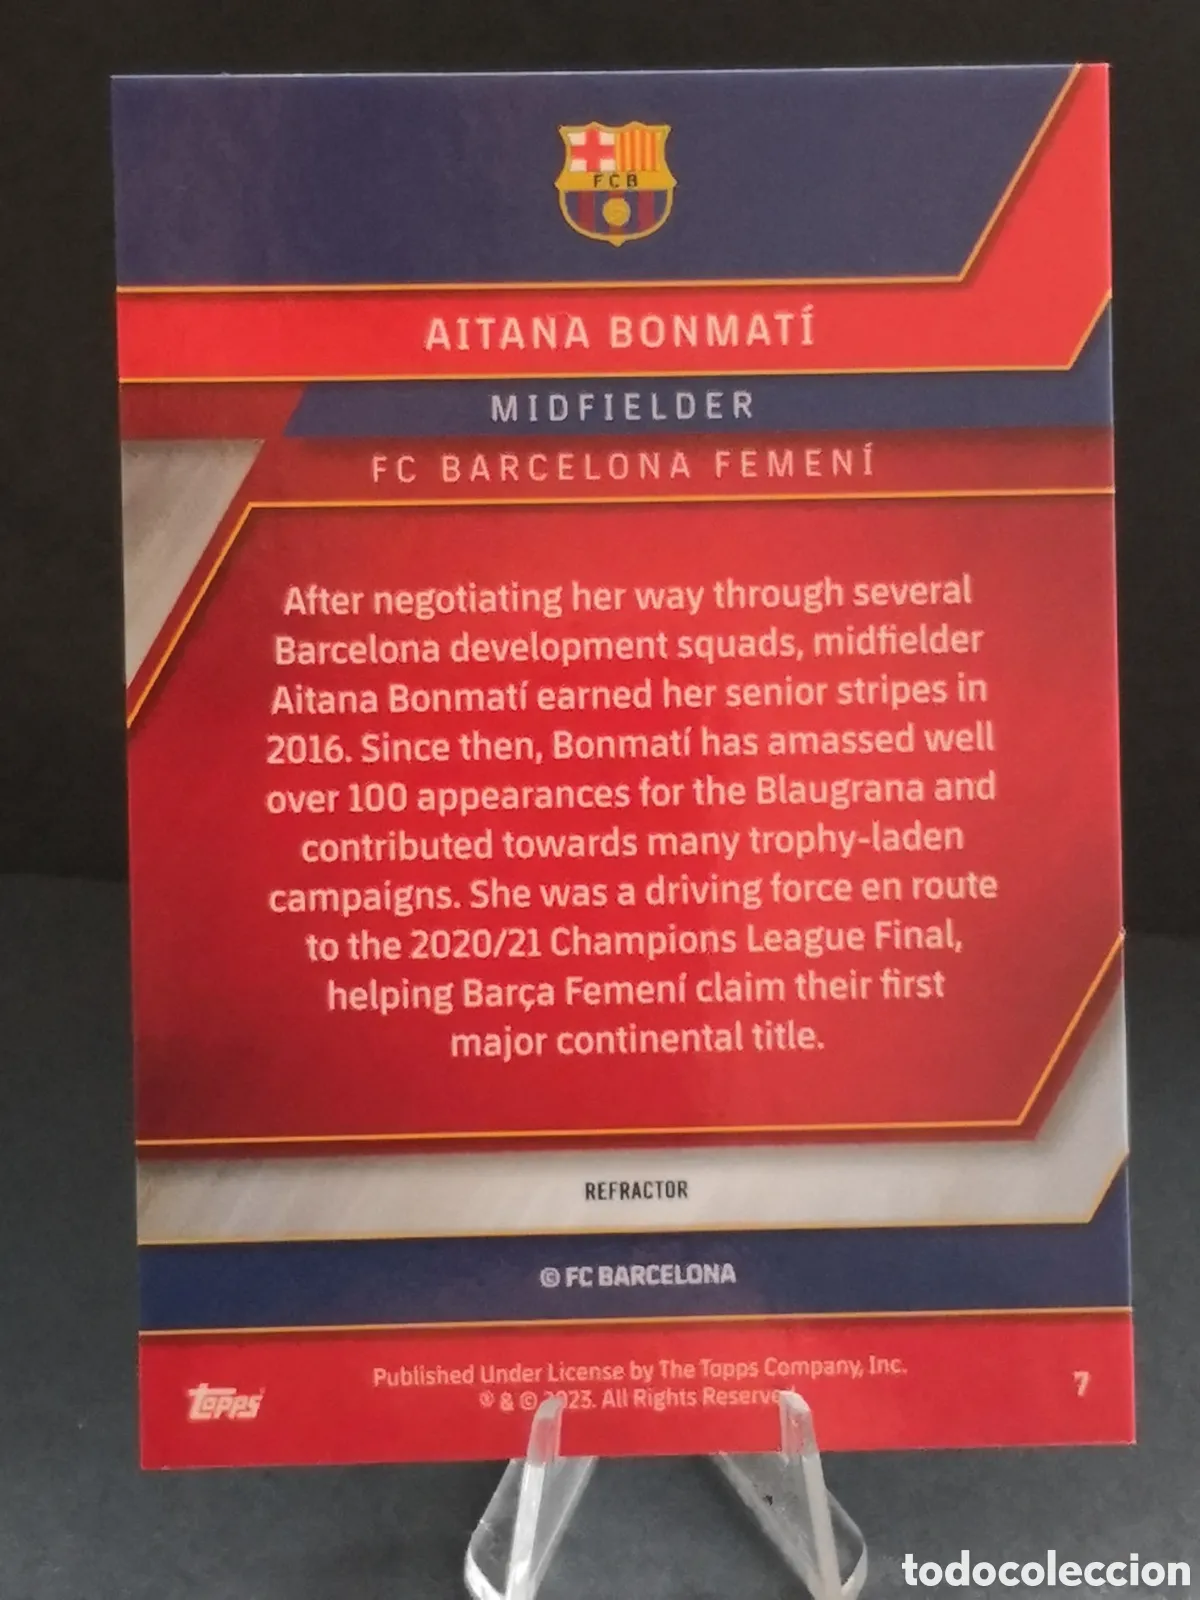 FCB
AITANA BONMATÍ
MIDFIELDER
FC BARCELONA FEMENÍ
After negotiating her way through several
Barcelona development squads, midfielder
Aitana Bonmatí earned her senior stripes in
2016. Since then, Bonmatí has amassed well
over 100 appearances for the Blaugrana and
contributed towards many trophy-laden
campaigns. She was a driving force en route
to the 2020/21 Champions League Final,
helping Barça Femení claim their first
major continental title.
REFRACTOR
© FC BARCELONA
Published Under License by The Topps Company, Inc.
® & © 2023. All Rights Reserve
topps
7
todocoleccion